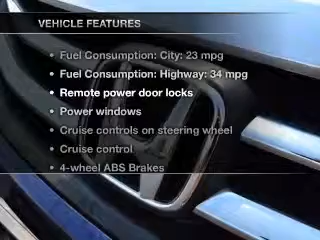 VEHICLE FEATURES
• Fuel Consumption: City: 23 mpg
• Fuel Consumption: Highway: 34 mpg
• Remote power door locks
• Power windows
• Cruise controls on steering wheel
• Cruise control
• 4-wheel ABS Brakes